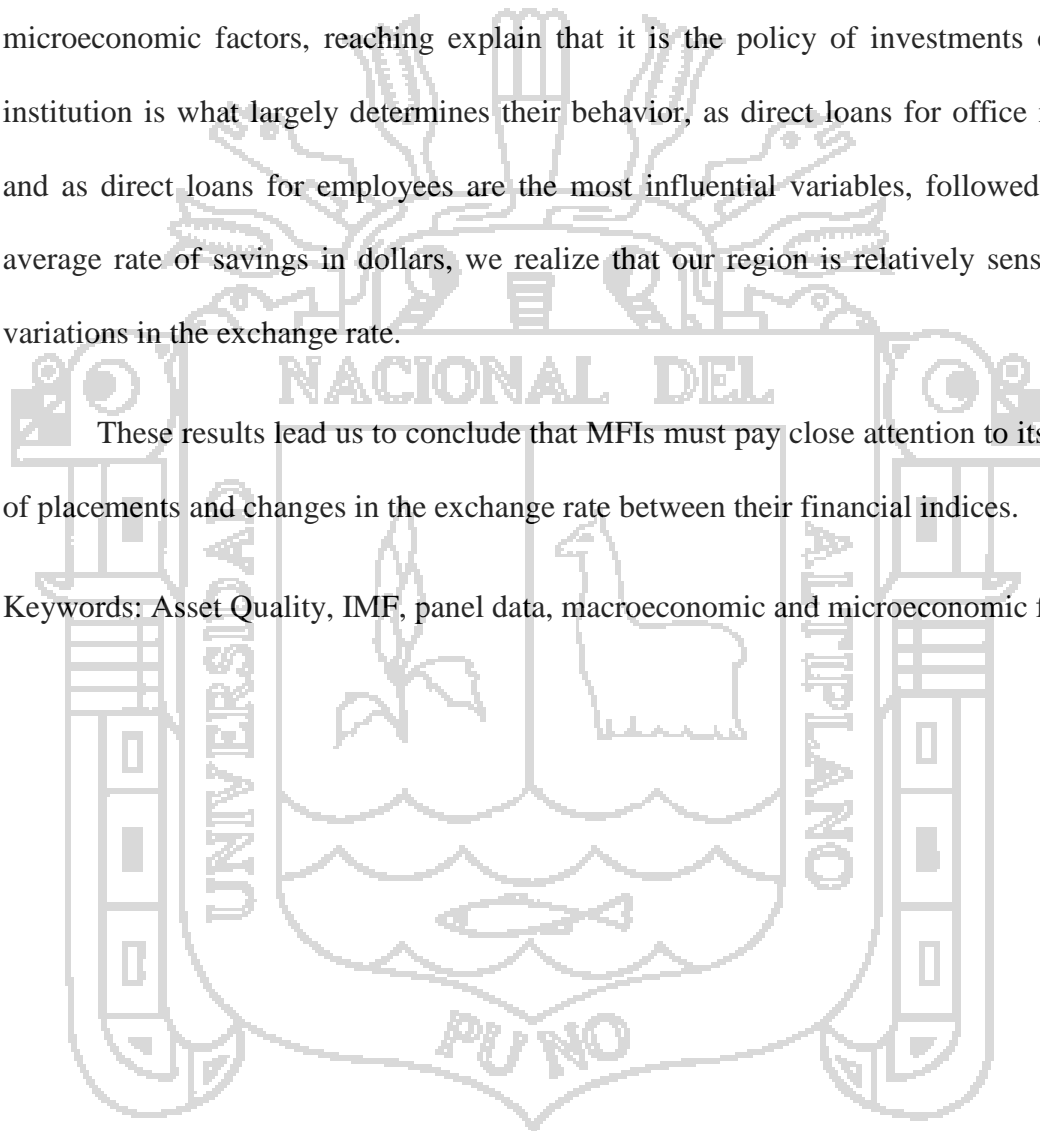 microeconomic factors, reaching explain that it is the policy of investments
institution is what largely determines their behavior, as direct loans for office
and as direct loans for employees are the most influential variables, followed
average rate of savings in dollars, we realize that our region is relatively
variations in the exchange rate.
NACIONAL DEL
These results lead us to conclude that MFIs must pay close attention to its
of placements and changes in the exchange rate between their financial indices.
Keywords: Asset Quality, IMF, panel data, macroeconomic and microeconomic
UNIVERSIDAD
ALTIPLANO
PUNO